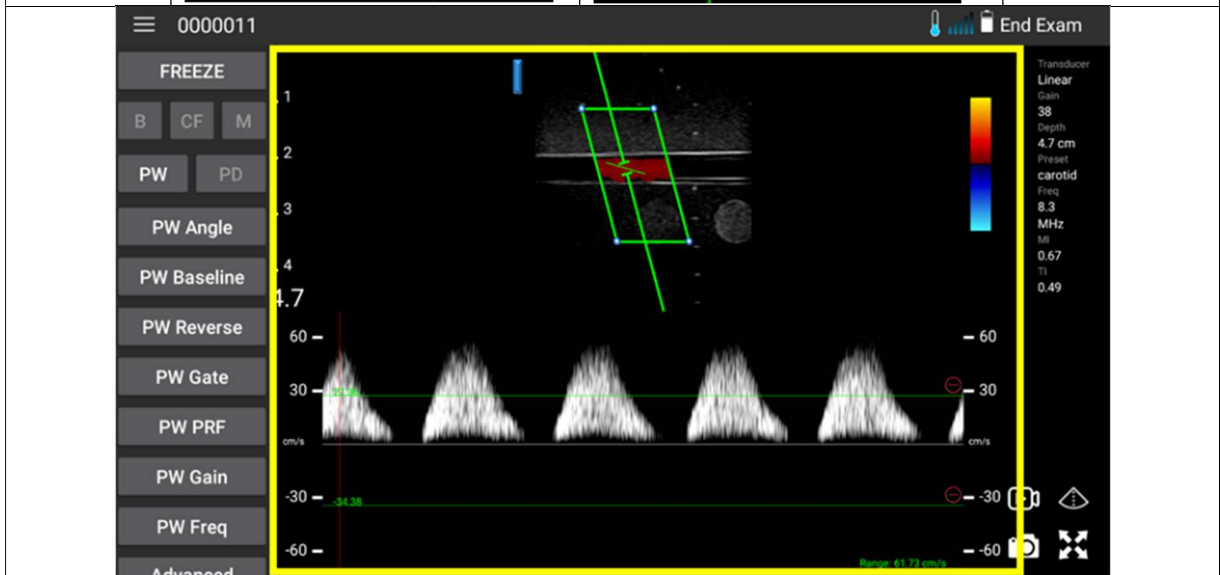 0000011
End Exam
FREEZE
B CF M
PW PD
PW Angle
PW Baseline
PW Reverse
PW Gate
PW PRF
PW Gain
PW Freq
Advanced
1
2
3
4
4.7
60
30
cm/s
-30
-60
-34.38
60
30
cm/s
-30
-60
Range: 61.73 cm/s
Transducer
Linear
Gain
38
Depth
4.7 cm
Preset
carotid
Freq
8.3
MHz
MI
0.67
TI
0.49